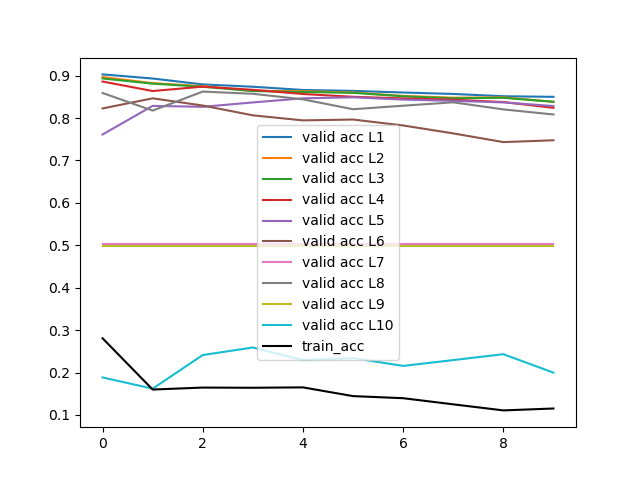 0.9
0.8
0.7
0.6
0.5
0.4
0.3
0.2
0.1
valid acc L1
valid acc L2
valid acc L3
valid acc L4
valid acc L5
valid acc L6
valid acc L7
valid acc L8
valid acc L9
valid acc L10
train_acc
0 2 4 6 8